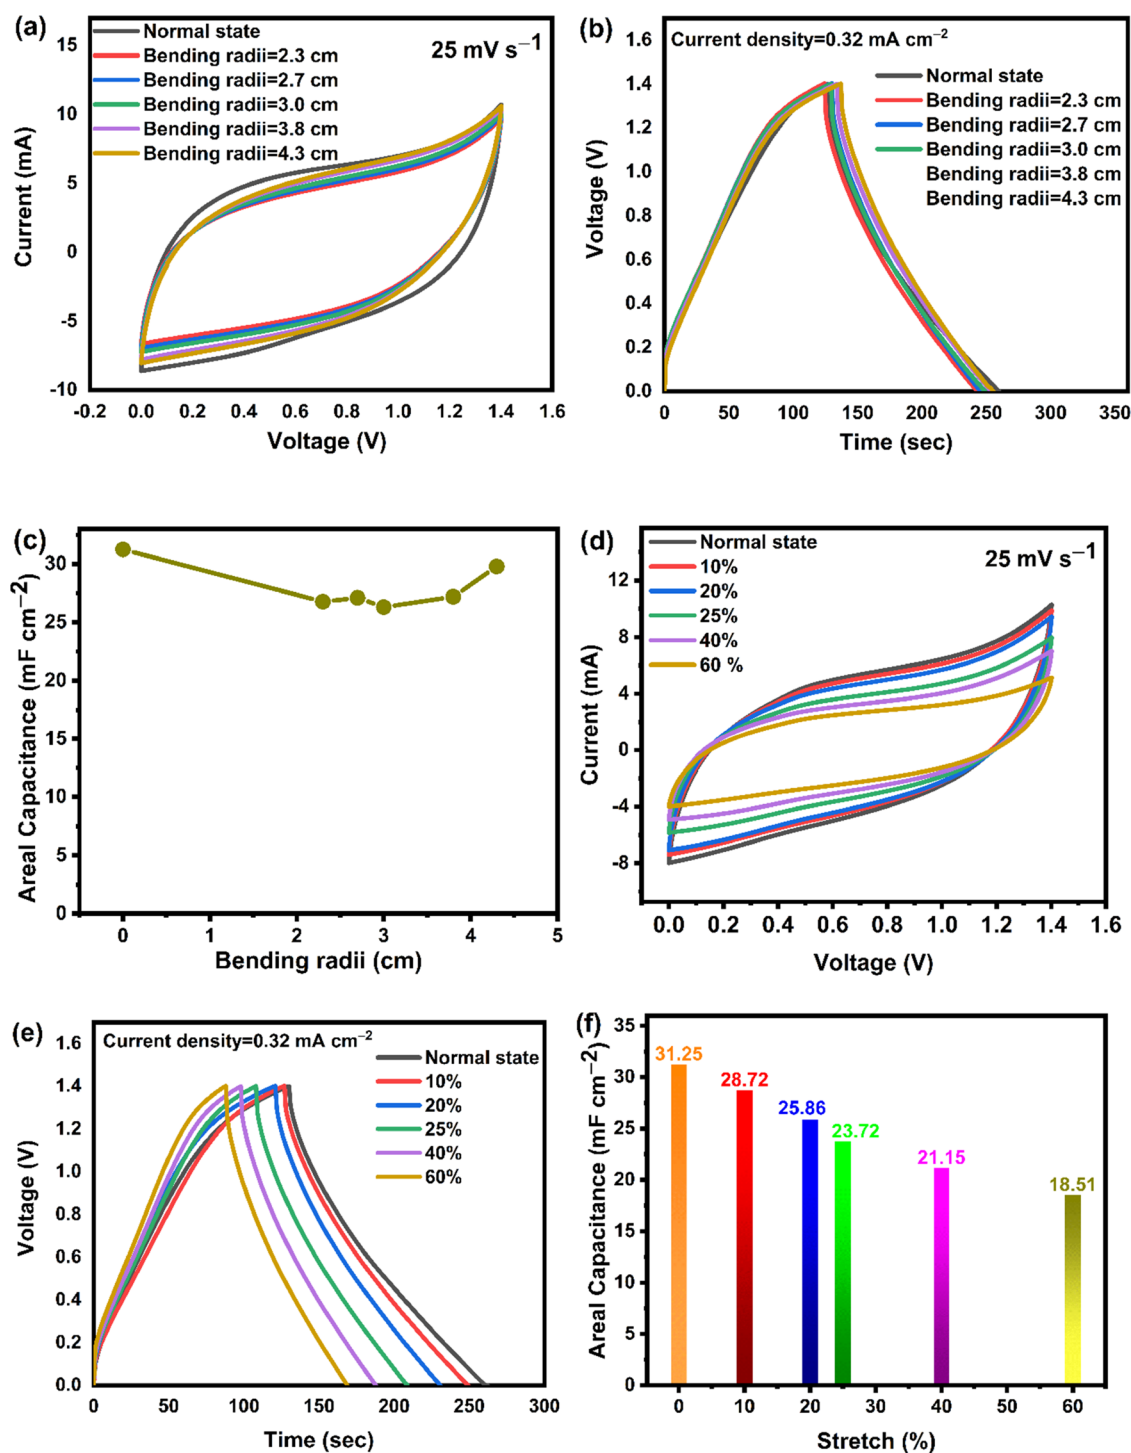 (a)
Normal state
Bending radii=2.3 cm
Bending radii=2.7 cm
Bending radii=3.0 cm
Bending radii=3.8 cm
Bending radii=4.3 cm
25 mV s⁻¹
15
10
5
0
-5
-10
Current (mA)
-0.2 0.0 0.2 0.4 0.6 0.8 1.0 1.2 1.4 1.6
Voltage (V)
(b)
Current density=0.32 mA cm⁻²
Normal state
Bending radii=2.3 cm
Bending radii=2.7 cm
Bending radii=3.0 cm
Bending radii=3.8 cm
Bending radii=4.3 cm
1.6
1.4
1.2
1.0
0.8
0.6
0.4
0.2
0.0
Voltage (V)
0 50 100 150 200 250 300 350
Time (sec)
(c)
30
25
20
15
10
5
0
Areal Capacitance (mF cm⁻²)
0 1 2 3 4 5
Bending radii (cm)
(d)
Normal state
10%
20%
25%
40%
60 %
25 mV s⁻¹
12
8
4
0
-4
-8
Current (mA)
0.0 0.2 0.4 0.6 0.8 1.0 1.2 1.4 1.6
Voltage (V)
(e)
Current density=0.32 mA cm⁻²
Normal state
10%
20%
25%
40%
60%
1.6
1.4
1.2
1.0
0.8
0.6
0.4
0.2
0.0
Voltage (V)
0 50 100 150 200 250 300
Time (sec)
(f)
35
30
25
20
15
10
5
0
Areal Capacitance (mF cm⁻²)
31.25
28.72
25.86
23.72
21.15
18.51
0 10 20 30 40 50 60
Stretch (%)